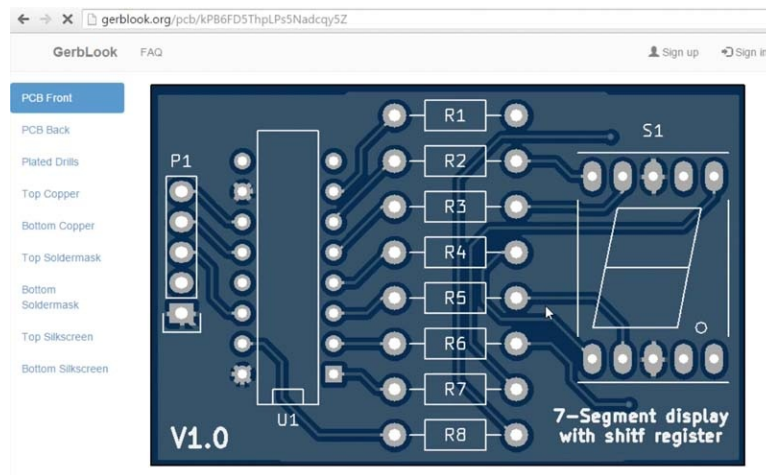 gerblook.org/pcb/kPB6FD5ThpLPs5Nadcqy5Z
GerbLook FAQ Sign up Sign in
PCB Front
PCB Back
Plated Drills
Top Copper
Bottom Copper
Top Soldermask
Bottom
Soldermask
Top Silkscreen
Bottom Silkscreen
P1
U1
V1.0
R1
R2
R3
R4
R5
R6
R7
R8
S1
7-Segment display
with shitf register